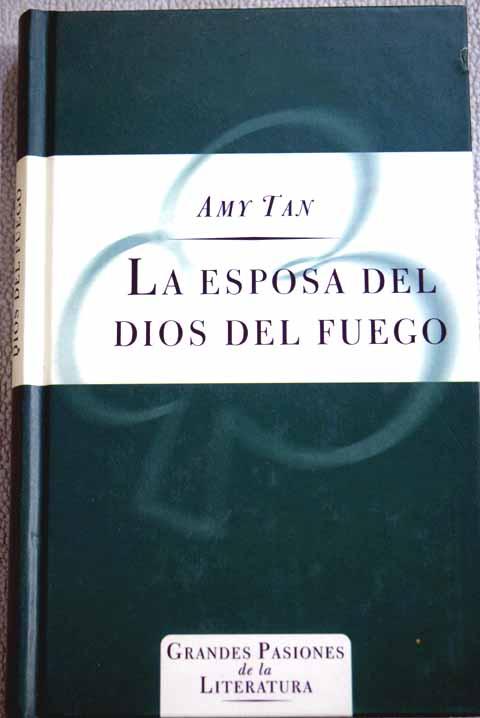 AMY TAN
LA ESPOSA DEL
DIOS DEL FUEGO
GRANDES PASIONES
de la
LITERATURA
DIOS DEL FUEGO